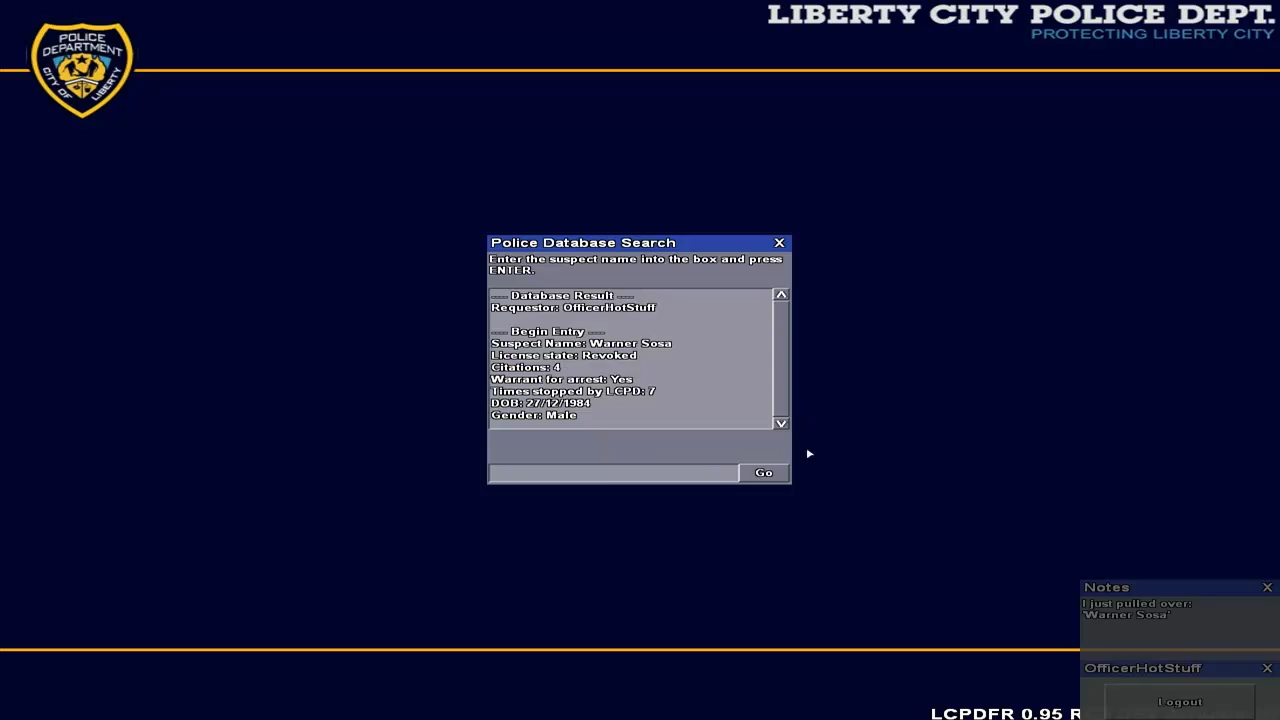 LIBERTY CITY POLICE DEPT.
PROTECTING LIBERTY CITY
POLICE
DEPARTMENT
CITY OF
LIBERTY
Police Database Search X
Enter the suspect name into the box and press
ENTER.
---- Database Result ----
Requestor: OfficerHotStuff
---- Begin Entry ----
Suspect Name: Warner Sosa
License state: Revoked
Citations: 4
Warrant for arrest: Yes
Times stopped by LCPD: 7
DOB: 27/12/1984
Gender: Male
Go
Notes X
I just pulled over:
'Warner Sosa'
OfficerHotStuff X
Logout
LCPDFR 0.95 R